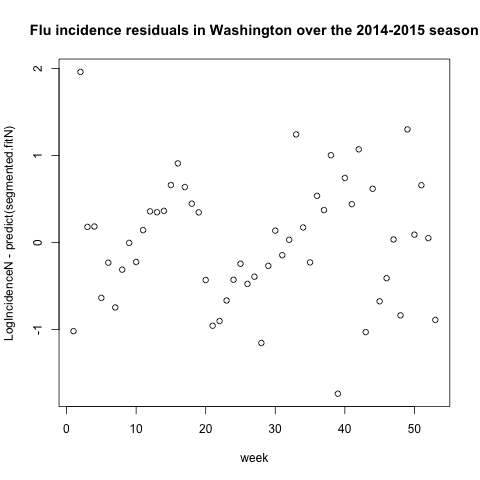 Flu incidence residuals in Washington over the 2014-2015 season
LogIncidenceN - predict(segmented.fitN)
2
1
0
-1
0 10 20 30 40 50
week